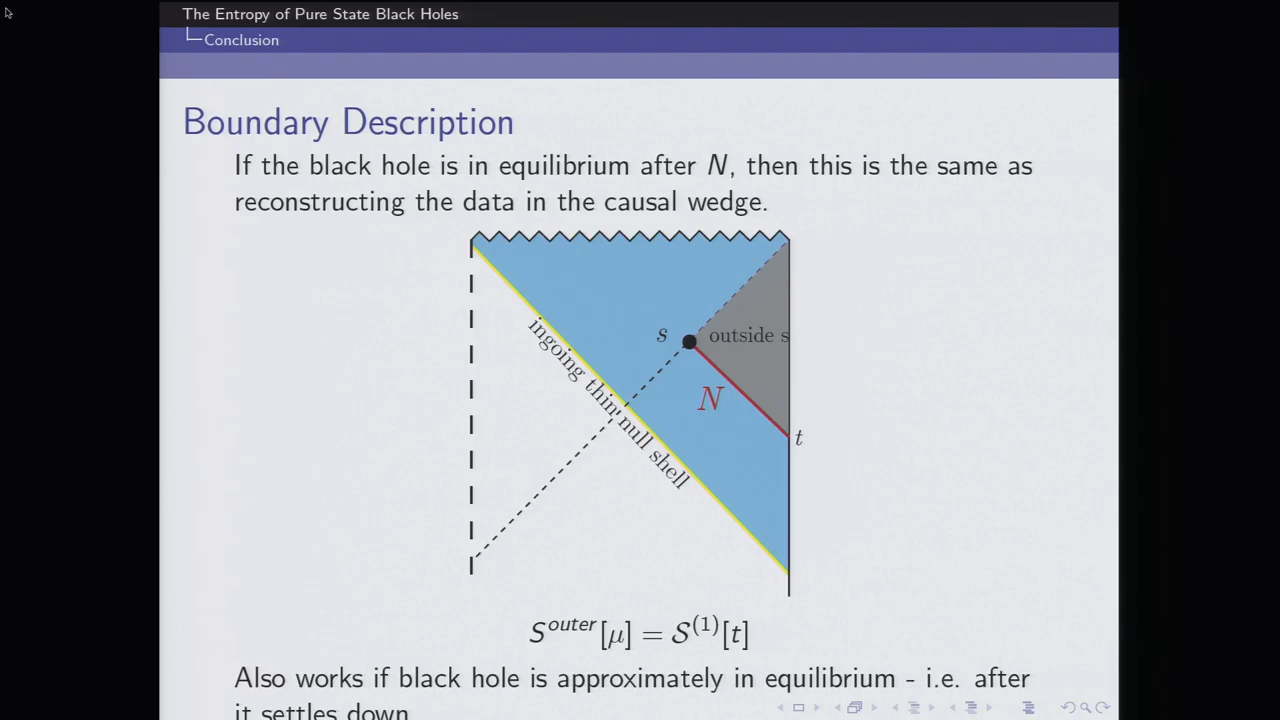 The Entropy of Pure State Black Holes
Conclusion
Boundary Description
If the black hole is in equilibrium after N, then this is the same as
reconstructing the data in the causal wedge.
s
outside s
ingoing thin null shell
N
t
S^{outer}[μ] = 𝒮^{(1)}[t]
Also works if black hole is approximately in equilibrium - i.e. after
it settles down